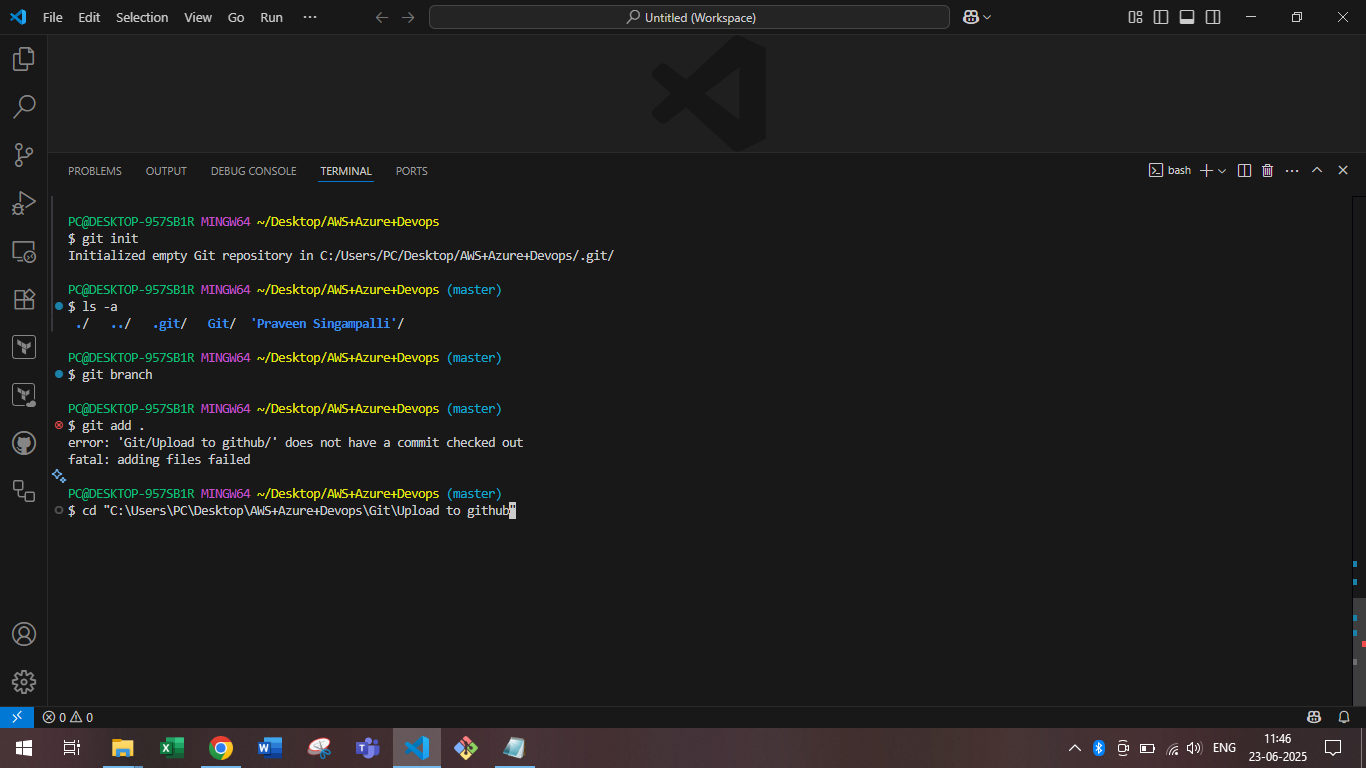 File Edit Selection View Go Run ···
Untitled (Workspace)
PROBLEMS OUTPUT DEBUG CONSOLE TERMINAL PORTS
bash
PC@DESKTOP-957SB1R MINGW64 ~/Desktop/AWS+Azure+Devops
$ git init
Initialized empty Git repository in C:/Users/PC/Desktop/AWS+Azure+Devops/.git/
PC@DESKTOP-957SB1R MINGW64 ~/Desktop/AWS+Azure+Devops (master)
$ ls -a
./ ../ .git/ Git/ 'Praveen Singampalli'/
PC@DESKTOP-957SB1R MINGW64 ~/Desktop/AWS+Azure+Devops (master)
$ git branch
PC@DESKTOP-957SB1R MINGW64 ~/Desktop/AWS+Azure+Devops (master)
$ git add .
error: 'Git/Upload to github/' does not have a commit checked out
fatal: adding files failed
PC@DESKTOP-957SB1R MINGW64 ~/Desktop/AWS+Azure+Devops (master)
$ cd "C:\Users\PC\Desktop\AWS+Azure+Devops\Git\Upload to github"
0 0
ENG
11:46
23-06-2025